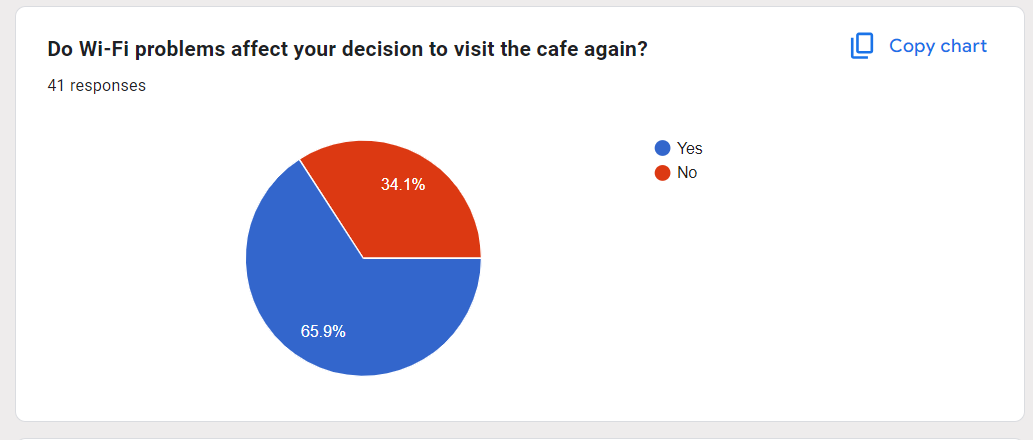 Do Wi-Fi problems affect your decision to visit the cafe again?
Copy chart
41 responses
Yes
No
34.1%
65.9%